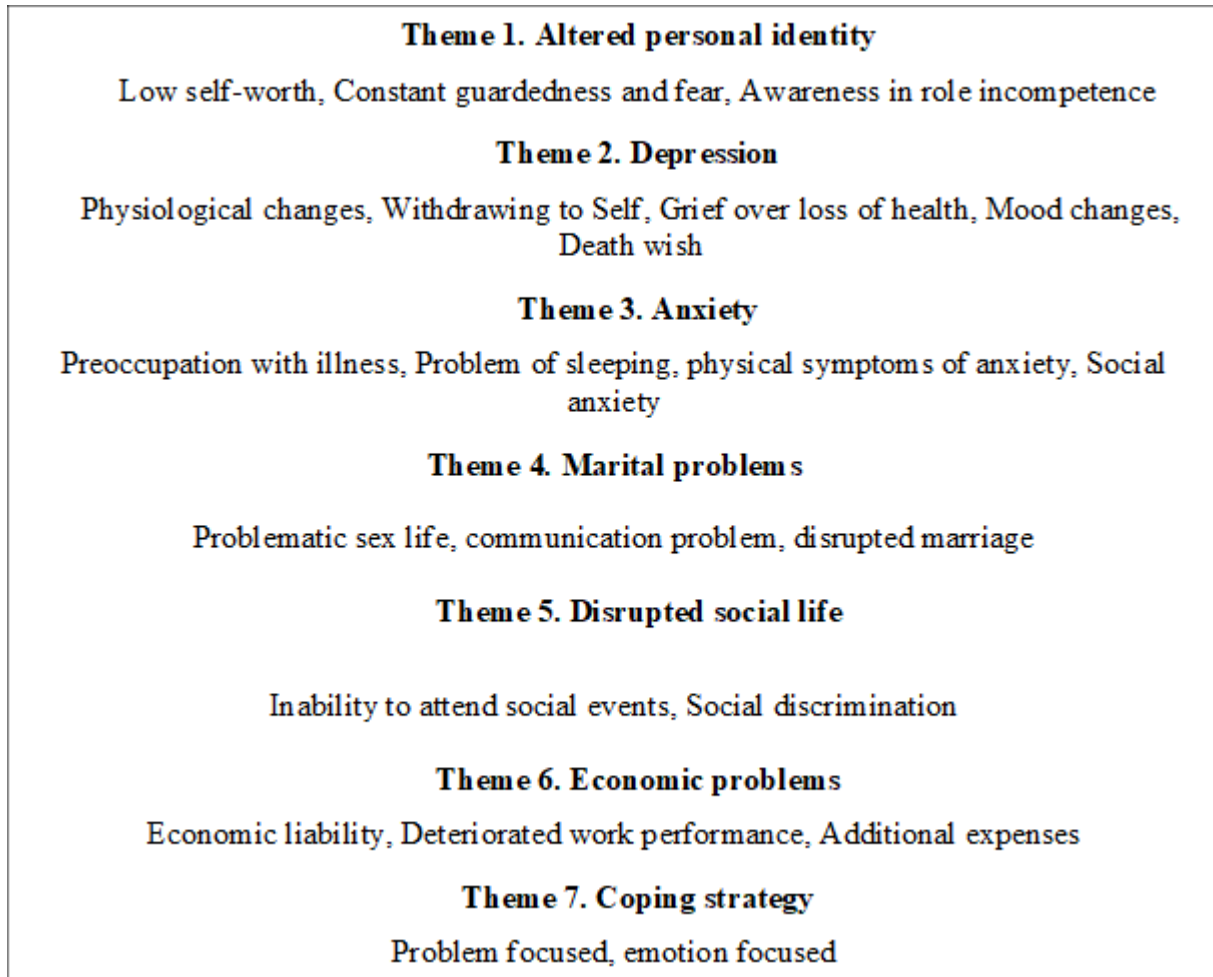 Theme 1. Altered personal identity
Low self-worth, Constant guardedness and fear, Awareness in role incompetence
Theme 2. Depression
Physiological changes, Withdrawing to Self, Grief over loss of health, Mood changes,
Death wish
Theme 3. Anxiety
Preoccupation with illness, Problem of sleeping, physical symptoms of anxiety, Social
anxiety
Theme 4. Marital problems
Problematic sex life, communication problem, disrupted marriage
Theme 5. Disrupted social life
Inability to attend social events, Social discrimination
Theme 6. Economic problems
Economic liability, Deteriorated work performance, Additional expenses
Theme 7. Coping strategy
Problem focused, emotion focused